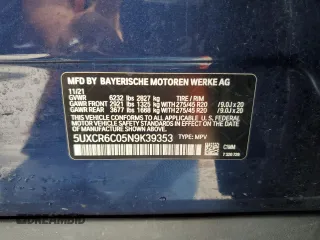 MFD BY BAYERISCHE MOTOREN WERKE AG
11/21
GVWR 6232 lbs 2827 kg TIRE / RIM
GAWR FRONT 2921 lbs 1325 kg WITH 275/45 R20 /9.0J x 20
GAWR REAR 3677 lbs 1668 kg WITH 275/45 R20 /9.0J x 20
THIS VEHICLE CONFORMS TO ALL APPLICABLE FEDERAL MOTOR VEHICLE SAFETY STANDARDS IN EFFECT ON THE DATE OF MANUFACTURE SHOWN ABOVE.
5UXCR6C05N9K39353 TYPE: MPV
CWM
DREAMBID